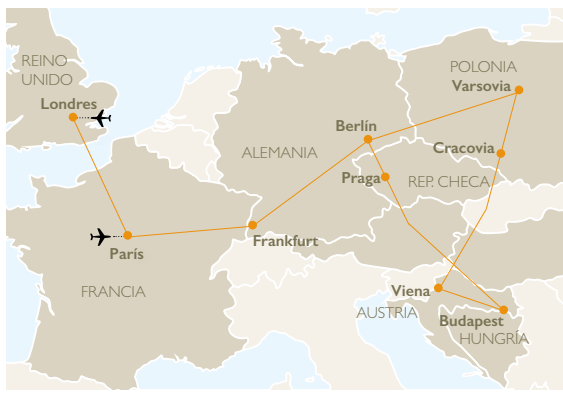 REINO
UNIDO
Londres
POLONIA
Varsovia
Berlín
ALEMANIA
Cracovia
Praga
REP. CHECA
París
Frankfurt
FRANCIA
Viena
AUSTRIA
Budapest
HUNGRÍA